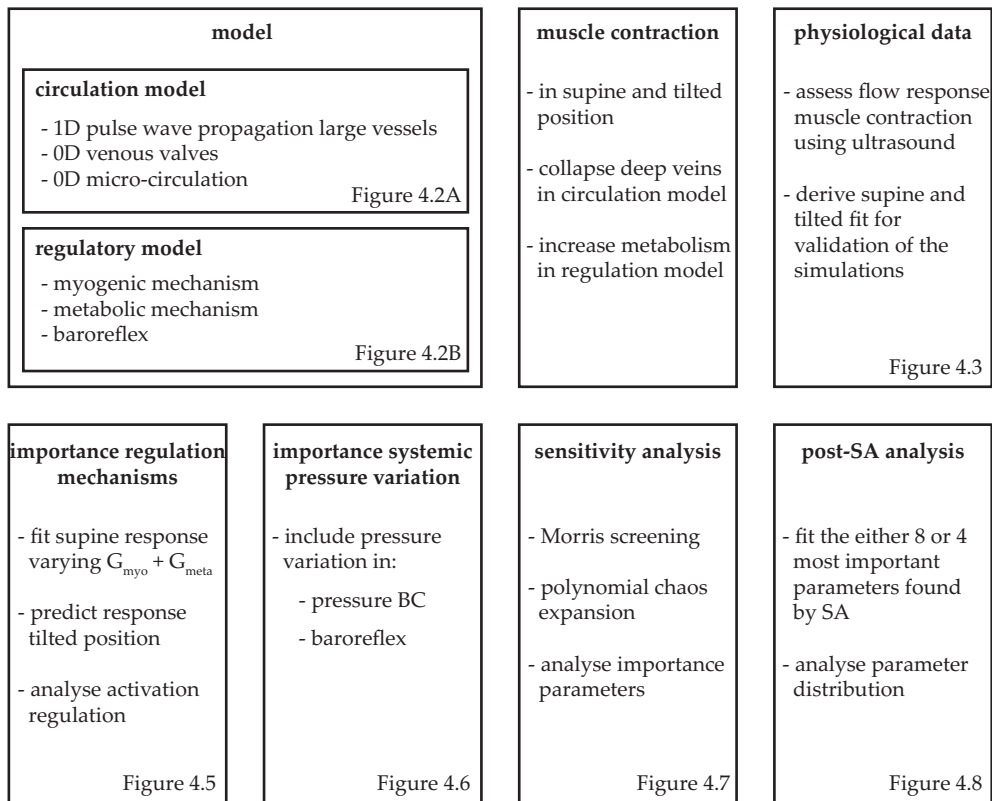 model
circulation model
- 1D pulse wave propagation large vessels
- 0D venous valves
- 0D micro-circulation
Figure 4.2A
regulatory model
- myogenic mechanism
- metabolic mechanism
- baroreflex
Figure 4.2B
muscle contraction
- in supine and tilted
position
- collapse deep veins
in circulation model
- increase metabolism
in regulation model
physiological data
- assess flow response
muscle contraction
using ultrasound
- derive supine and
tilted fit for
validation of the
simulations
Figure 4.3
importance regulation
mechanisms
- fit supine response
varying G_myo + G_meta
- predict response
tilted position
- analyse activation
regulation
Figure 4.5
importance systemic
pressure variation
- include pressure
variation in:
- pressure BC
- baroreflex
Figure 4.6
sensitivity analysis
- Morris screening
- polynomial chaos
expansion
- analyse importance
parameters
Figure 4.7
post-SA analysis
- fit the either 8 or 4
most important
parameters found
by SA
- analyse parameter
distribution
Figure 4.8